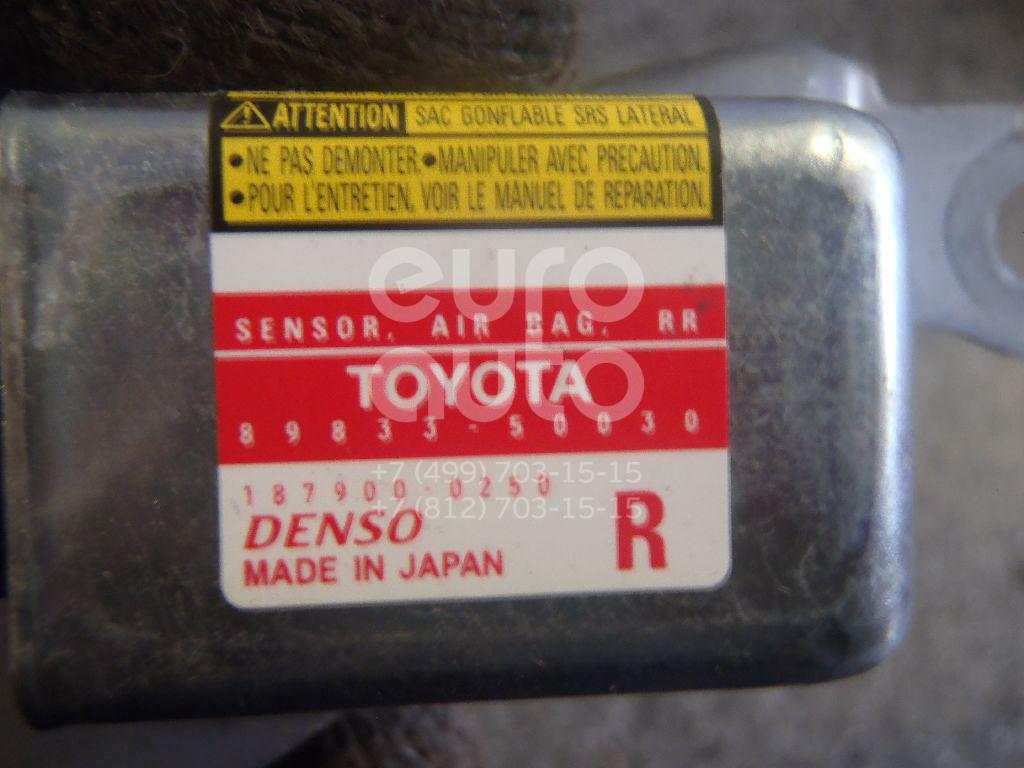 ATTENTION SAC GONFLABLE SRS LATERAL
•NE PAS DEMONTER.•MANIPULER AVEC PRECAUTION.
•POUR L'ENTRETIEN, VOIR LE MANUEL DE REPARATION.
euro
auto
SENSOR, AIR BAG, RR
TOYOTA
89833-50030
+7 (499) 703-15-15
187900-0250
+7 (812) 703-15-15
DENSO
R
MADE IN JAPAN